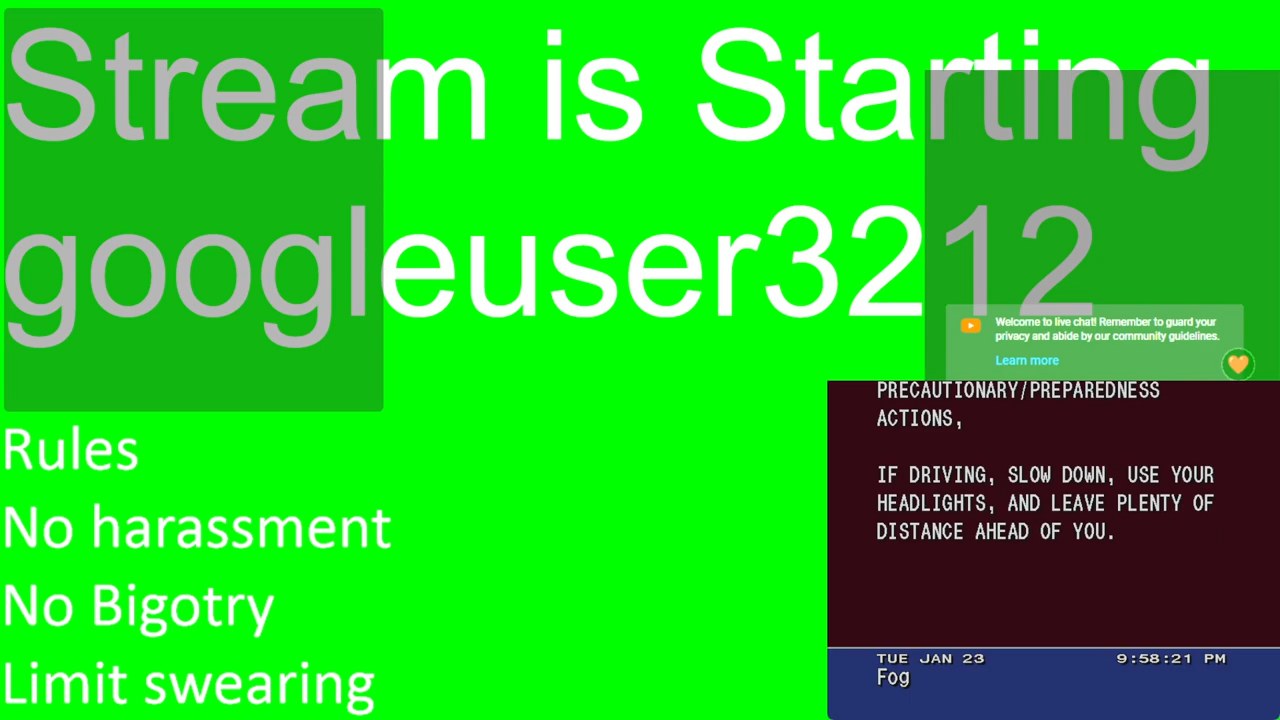 Stream is Starting
googleuser3212
Welcome to live chat! Remember to guard your
privacy and abide by our community guidelines.
Learn more
Rules
No harassment
No Bigotry
Limit swearing
PRECAUTIONARY/PREPAREDNESS
ACTIONS,
IF DRIVING, SLOW DOWN, USE YOUR
HEADLIGHTS, AND LEAVE PLENTY OF
DISTANCE AHEAD OF YOU.
TUE JAN 23 9:58:21 PM
Fog